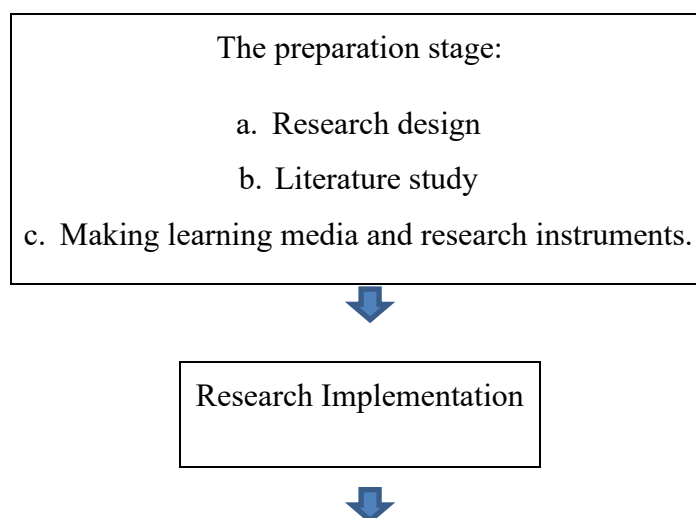 The preparation stage:
a. Research design
b. Literature study
c. Making learning media and research instruments.
Research Implementation